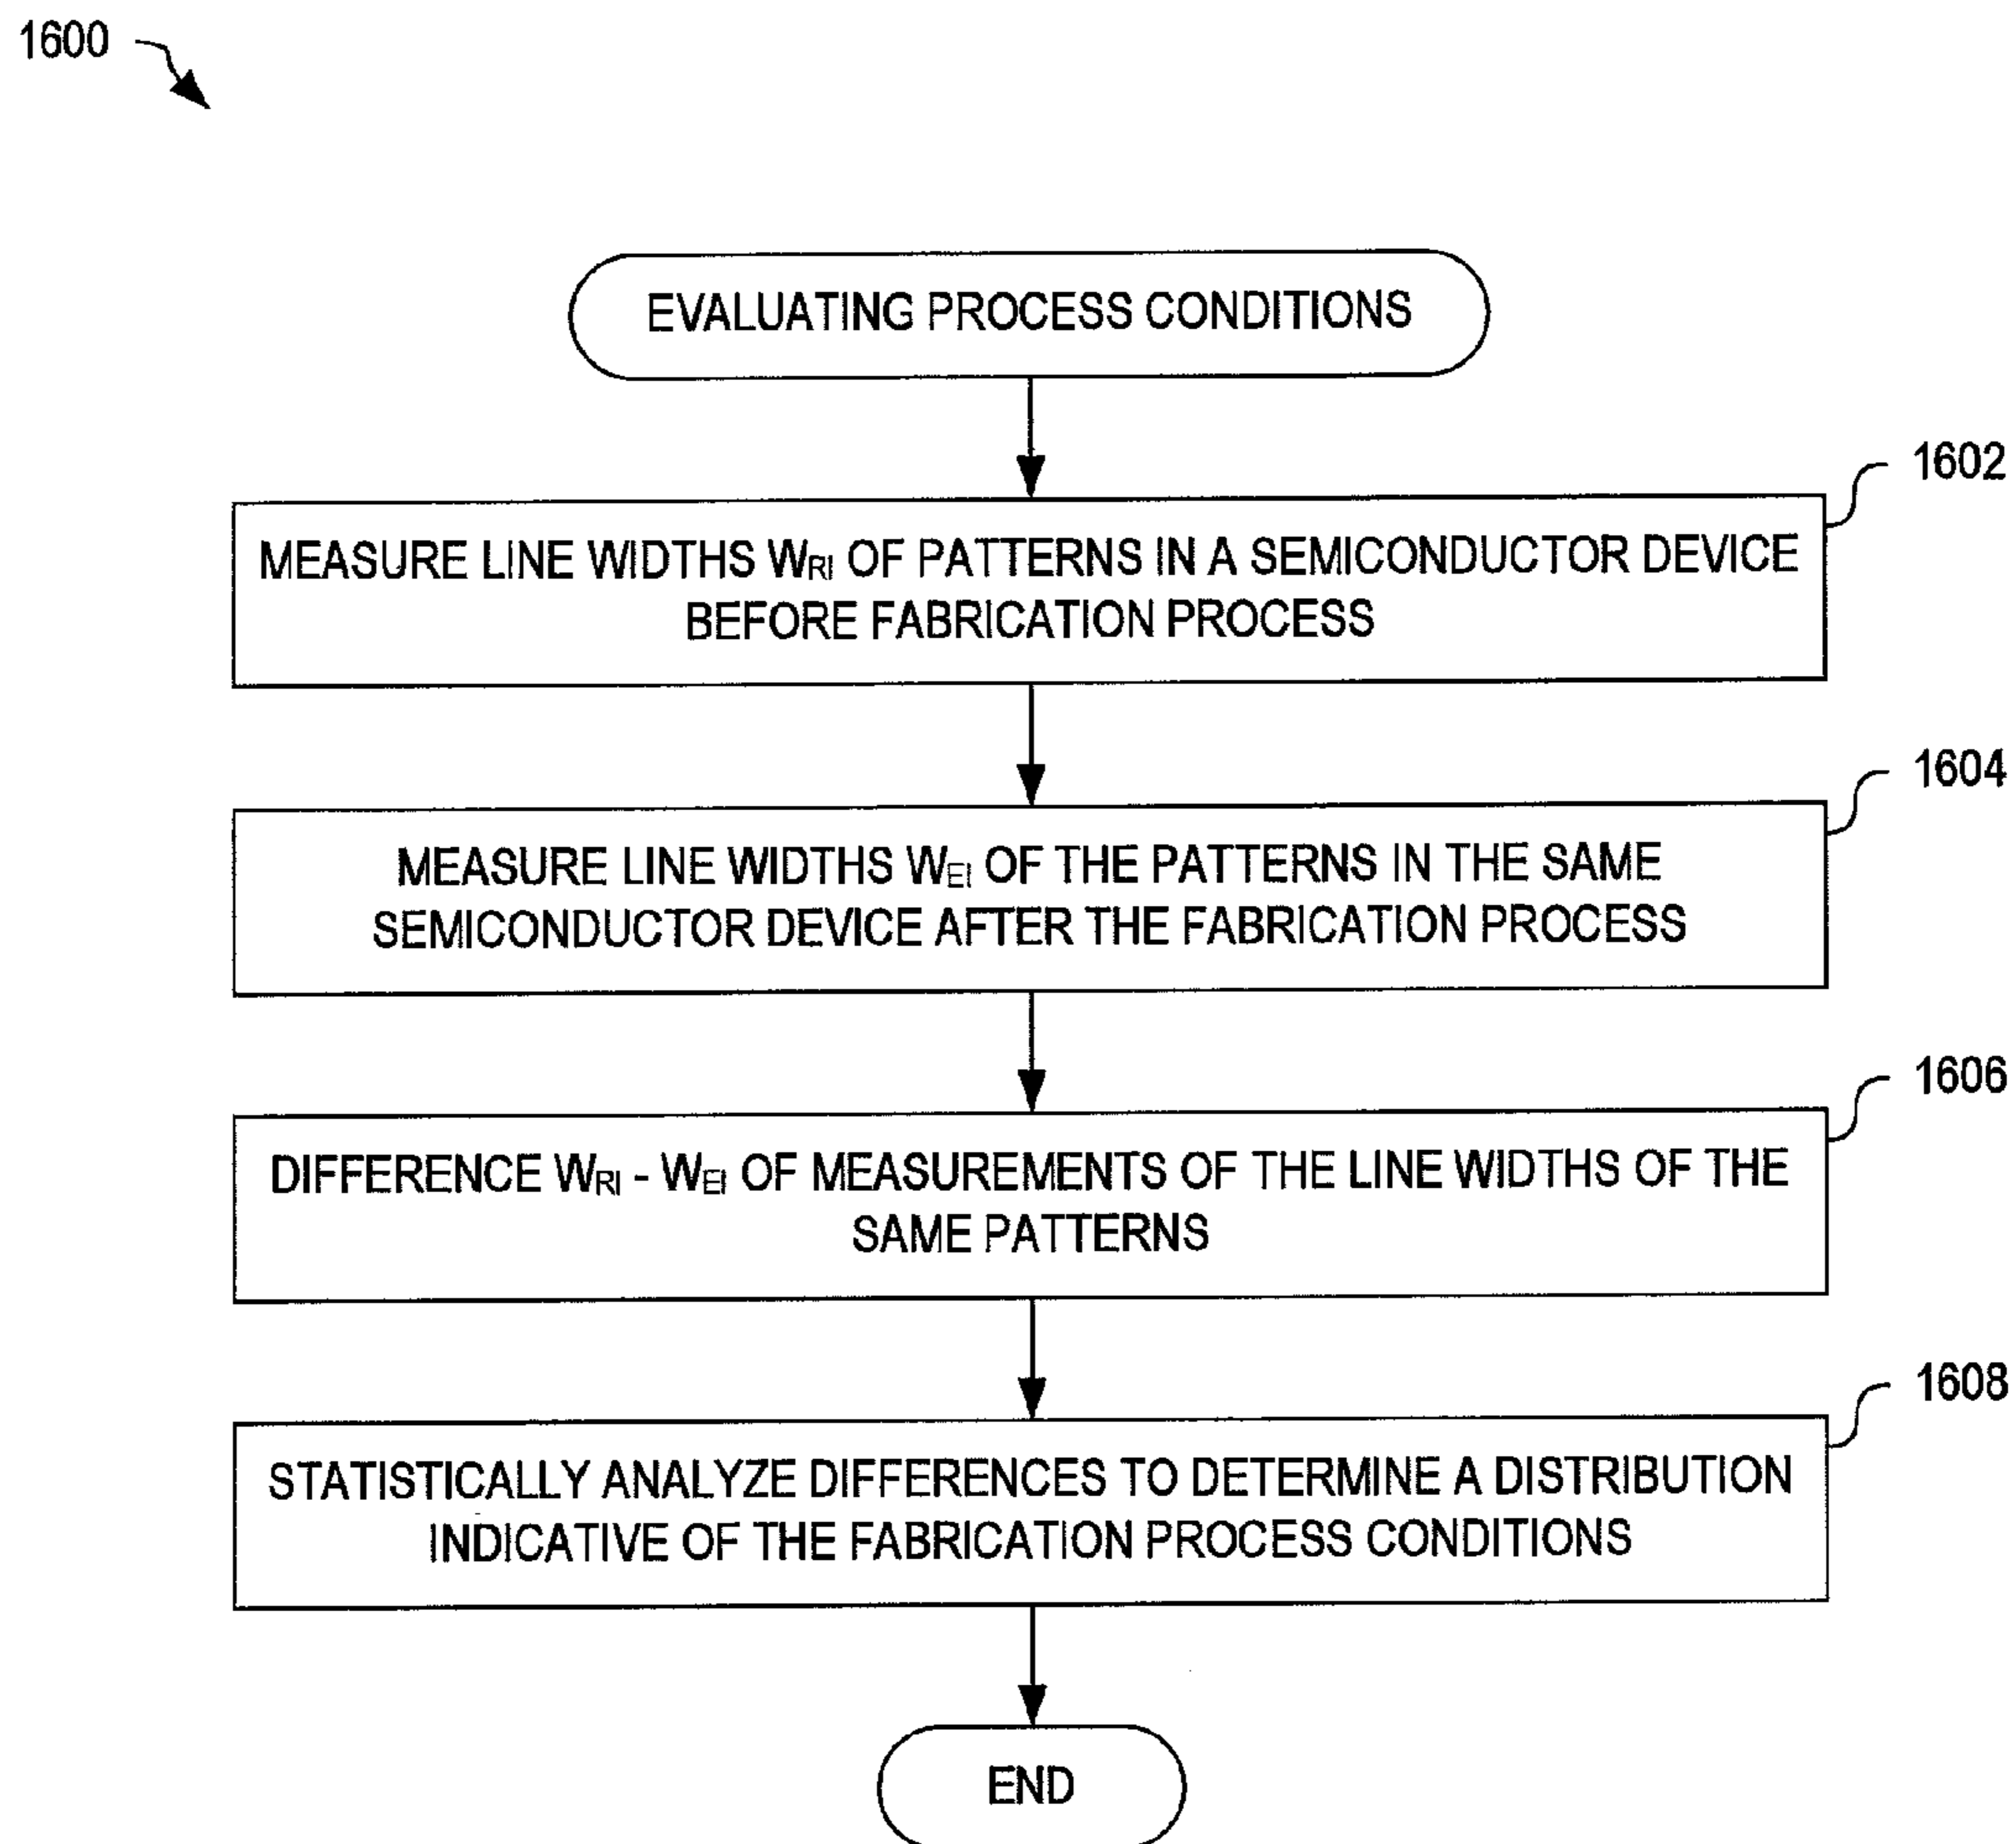 1600
EVALUATING PROCESS CONDITIONS
1602
MEASURE LINE WIDTHS WRI OF PATTERNS IN A SEMICONDUCTOR DEVICE
BEFORE FABRICATION PROCESS
1604
MEASURE LINE WIDTHS WEI OF THE PATTERNS IN THE SAME
SEMICONDUCTOR DEVICE AFTER THE FABRICATION PROCESS
1606
DIFFERENCE WRI - WEI OF MEASUREMENTS OF THE LINE WIDTHS OF THE
SAME PATTERNS
1608
STATISTICALLY ANALYZE DIFFERENCES TO DETERMINE A DISTRIBUTION
INDICATIVE OF THE FABRICATION PROCESS CONDITIONS
END